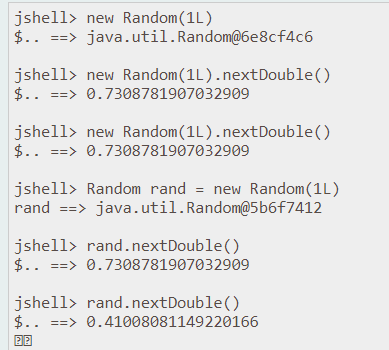 jshell> new Random(1L)
$.. ==> java.util.Random@6e8cf4c6
jshell> new Random(1L).nextDouble()
$.. ==> 0.7308781907032909
jshell> new Random(1L).nextDouble()
$.. ==> 0.7308781907032909
jshell> Random rand = new Random(1L)
rand ==> java.util.Random@5b6f7412
jshell> rand.nextDouble()
$.. ==> 0.7308781907032909
jshell> rand.nextDouble()
$.. ==> 0.41008081149220166